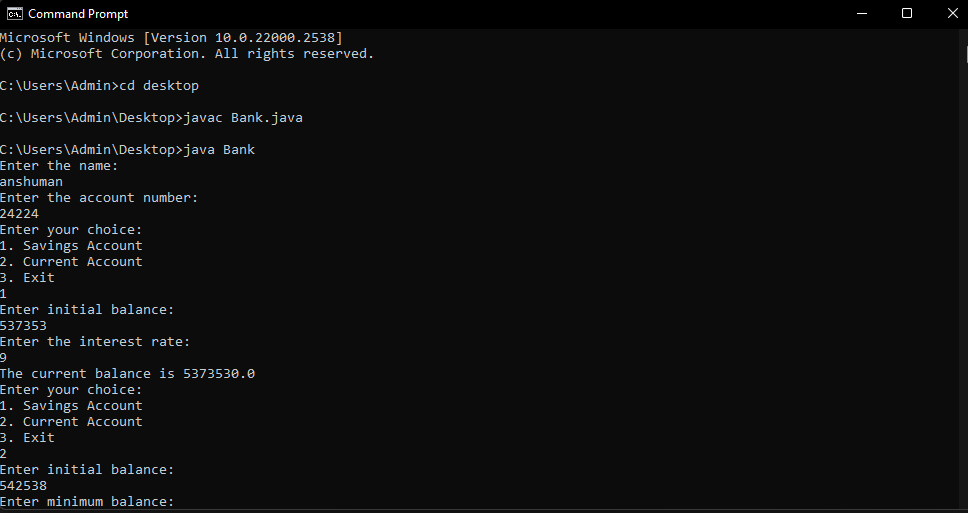 Command Prompt
Microsoft Windows [Version 10.0.22000.2538]
(c) Microsoft Corporation. All rights reserved.
C:\Users\Admin>cd desktop
C:\Users\Admin\Desktop>javac Bank.java
C:\Users\Admin\Desktop>java Bank
Enter the name:
anshuman
Enter the account number:
24224
Enter your choice:
1. Savings Account
2. Current Account
3. Exit
1
Enter initial balance:
537353
Enter the interest rate:
9
The current balance is 5373530.0
Enter your choice:
1. Savings Account
2. Current Account
3. Exit
2
Enter initial balance:
542538
Enter minimum balance: